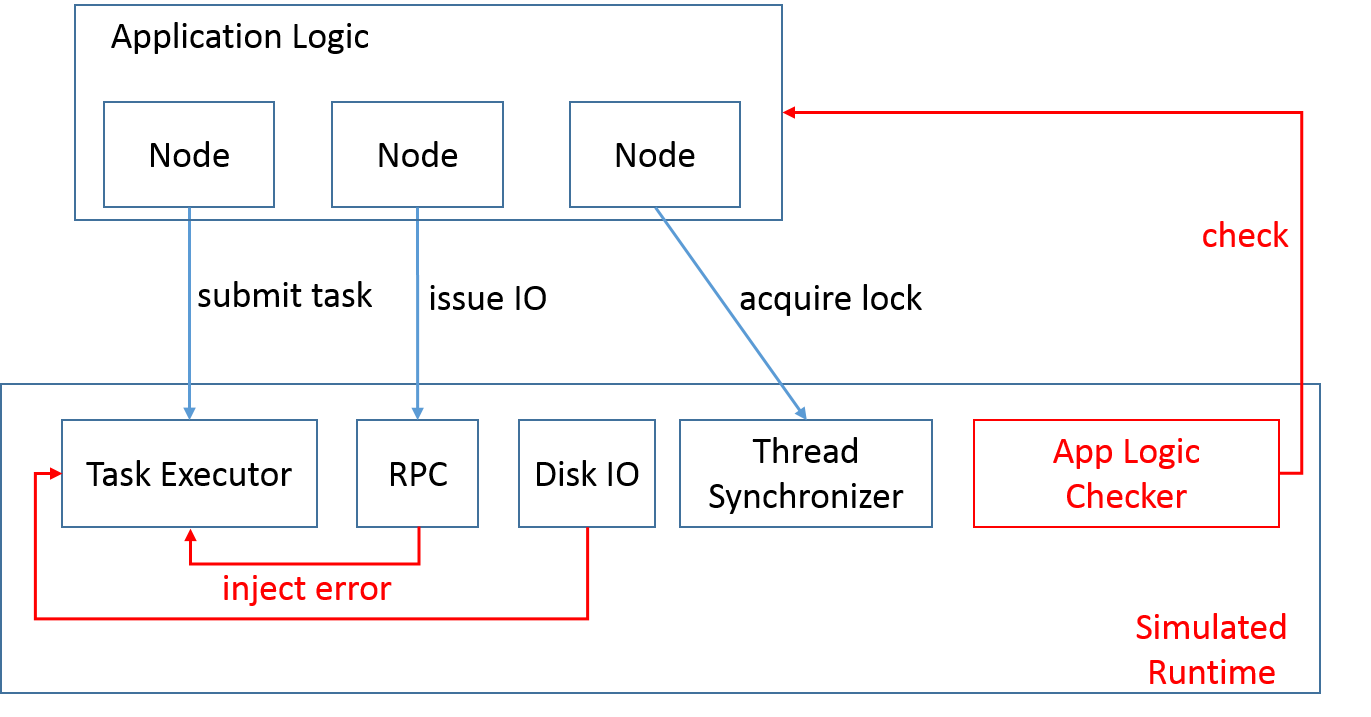 Application Logic
Node
Node
Node
check
submit task
issue IO
acquire lock
Task Executor
RPC
Disk IO
Thread
Synchronizer
App Logic
Checker
inject error
Simulated
Runtime